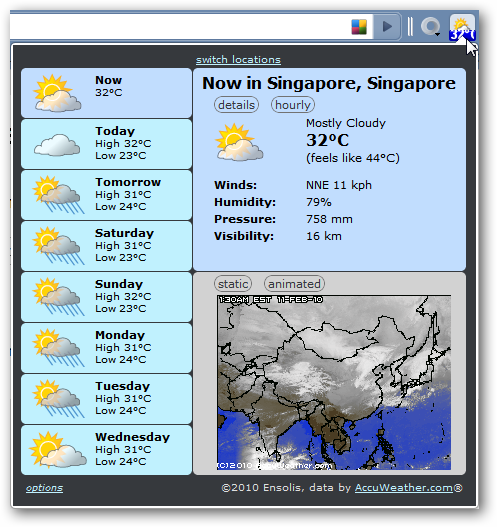 32°C
switch locations
Now
32°C
Today
High 32°C
Low 23°C
Tomorrow
High 31°C
Low 24°C
Saturday
High 31°C
Low 23°C
Sunday
High 32°C
Low 23°C
Monday
High 31°C
Low 24°C
Tuesday
High 31°C
Low 24°C
Wednesday
High 31°C
Low 24°C
Now in Singapore, Singapore
details hourly
Mostly Cloudy
32°C
(feels like 44°C)
Winds: NNE 11 kph
Humidity: 79%
Pressure: 758 mm
Visibility: 16 km
static animated
1:30AM EST 11-FEB-10
(C)2010 AccuWeather.com
options
©2010 Ensolis, data by AccuWeather.com®